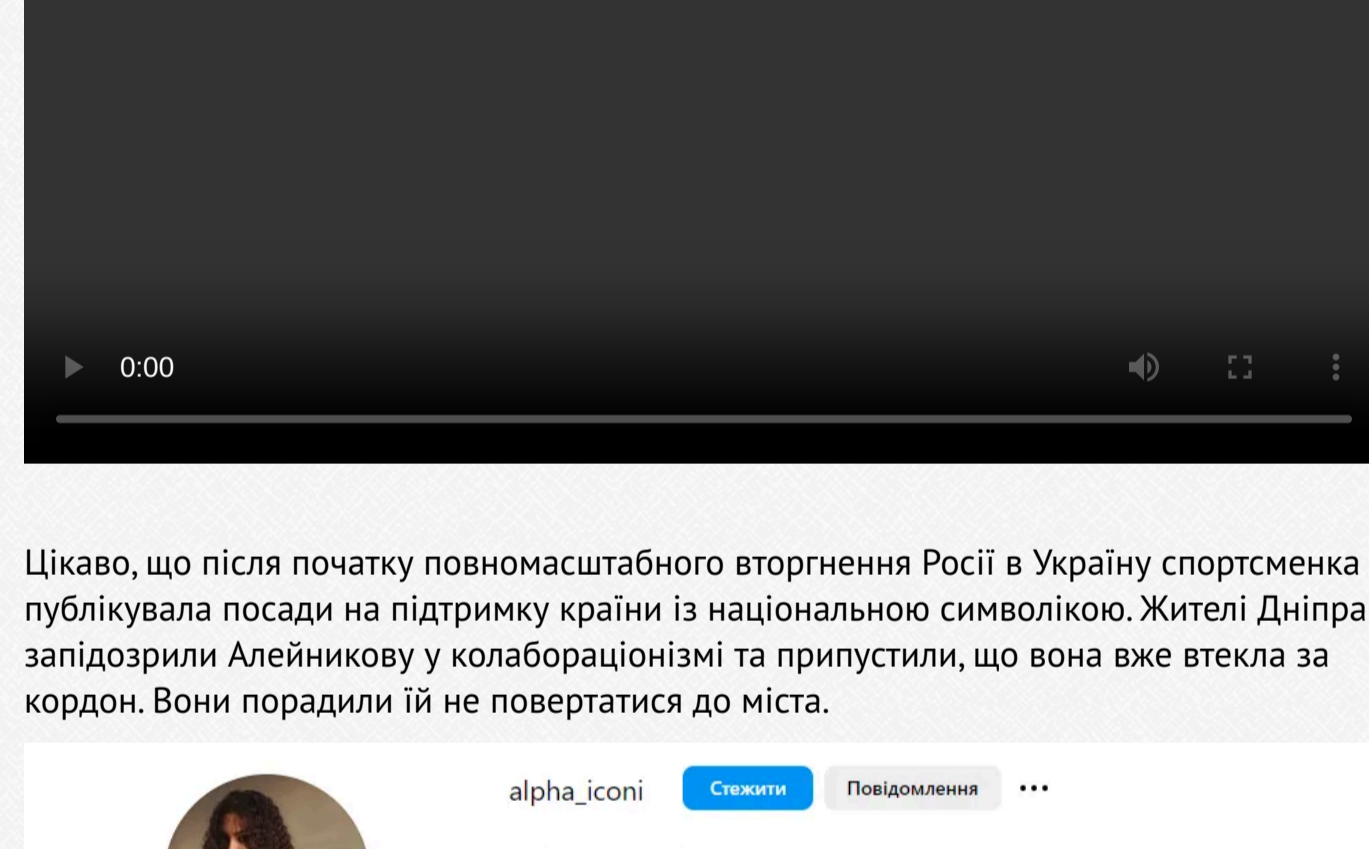 0:00
Цікаво, що після початку повномасштабного вторгнення Росії в Україну спортсменка
публікувала посади на підтримку країни із національною символікою. Жителі Дніпра
запідозрили Алейникову у колабораціонізмі та припустили, що вона вже втекла за
кордон. Вони порадили їй не повертатися до міста.
alpha_iconi Стежити Повідомлення